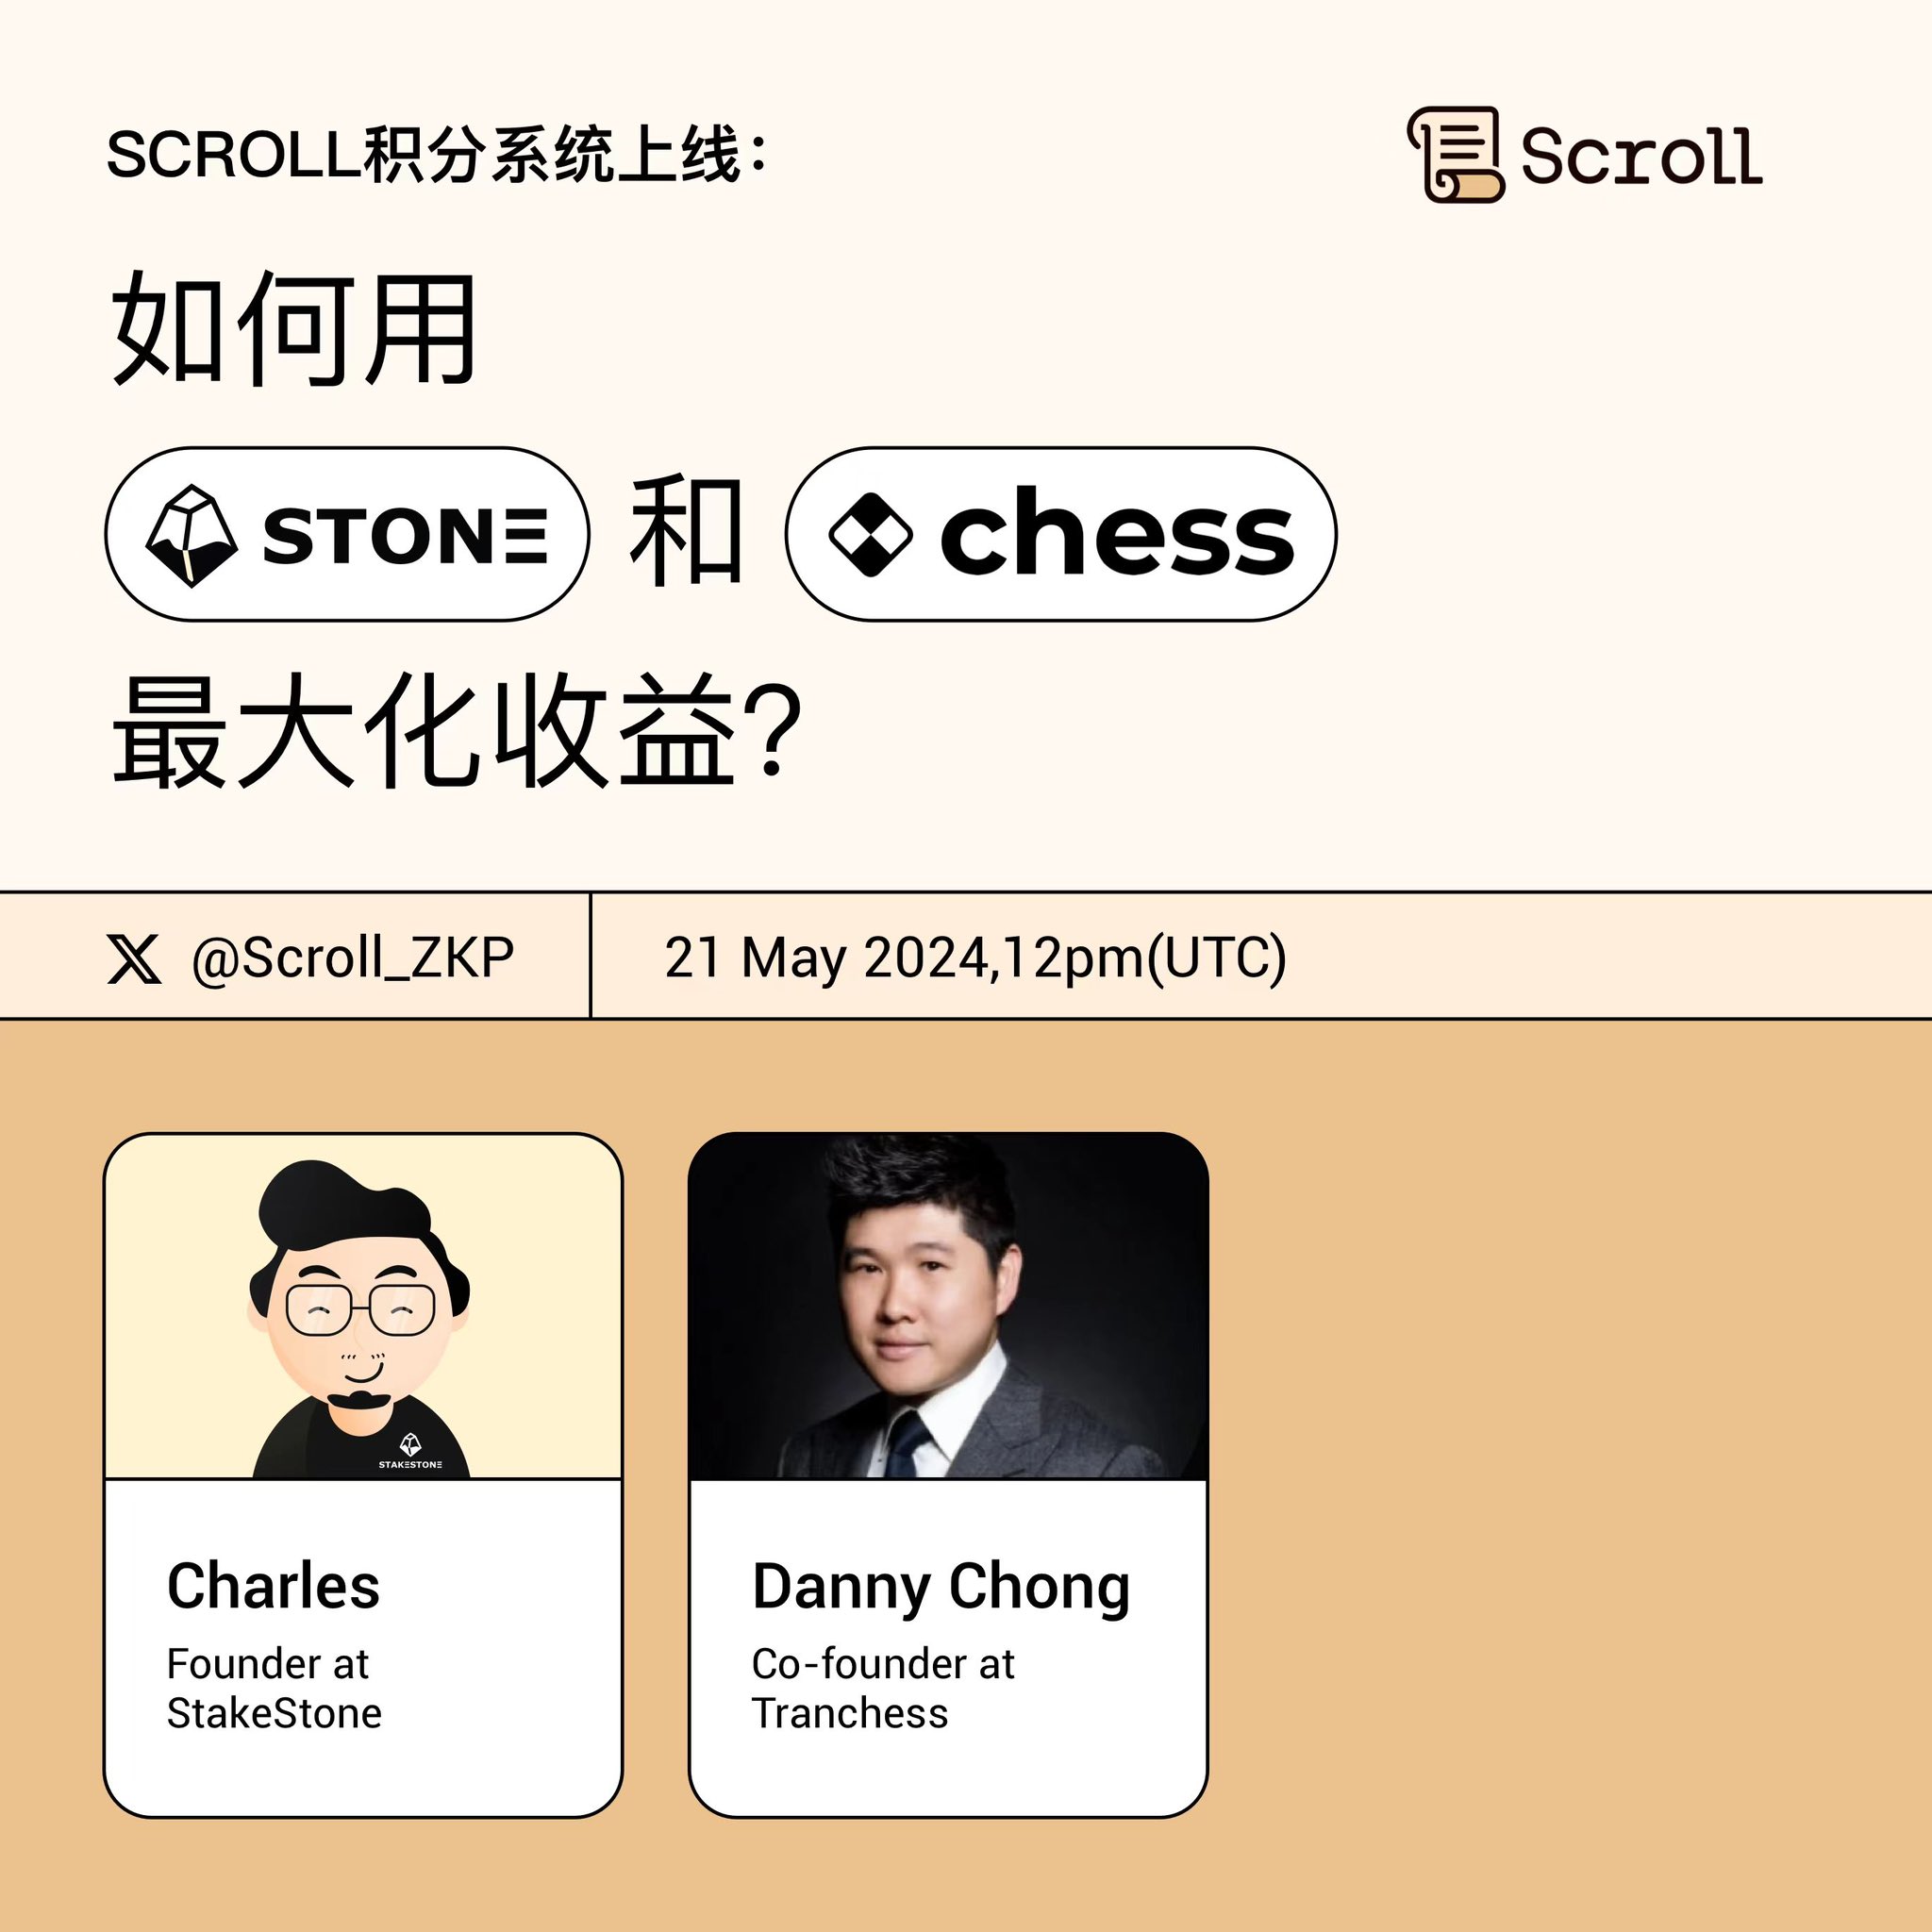 SCROLL积分系统上线：
Scroll
如何用
STONE 和 chess
最大化收益？
@Scroll_ZKP 21 May 2024,12pm(UTC)
STAKESTONE
Charles
Founder at
StakeStone
Danny Chong
Co-founder at
Tranchess